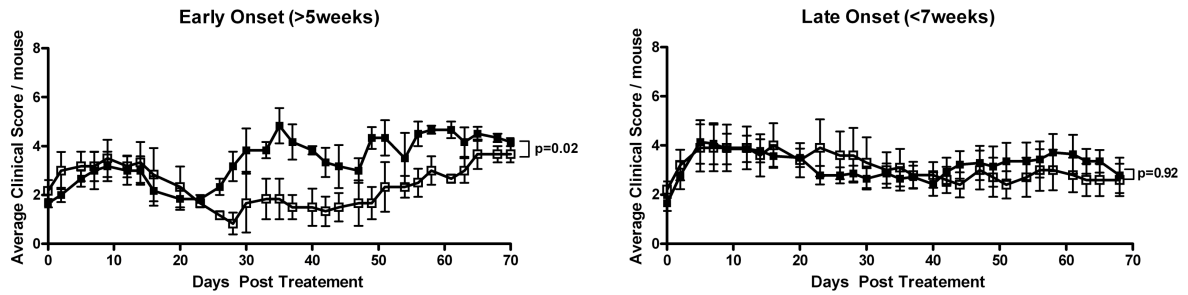 Early Onset (>5weeks)
Average Clinical Score / mouse
8
6
4
2
0
0 10 20 30 40 50 60 70
Days Post Treatement
p=0.02
Late Onset (<7weeks)
Average Clinical Score / mouse
8
6
4
2
0
0 10 20 30 40 50 60 70
Days Post Treatement
p=0.92